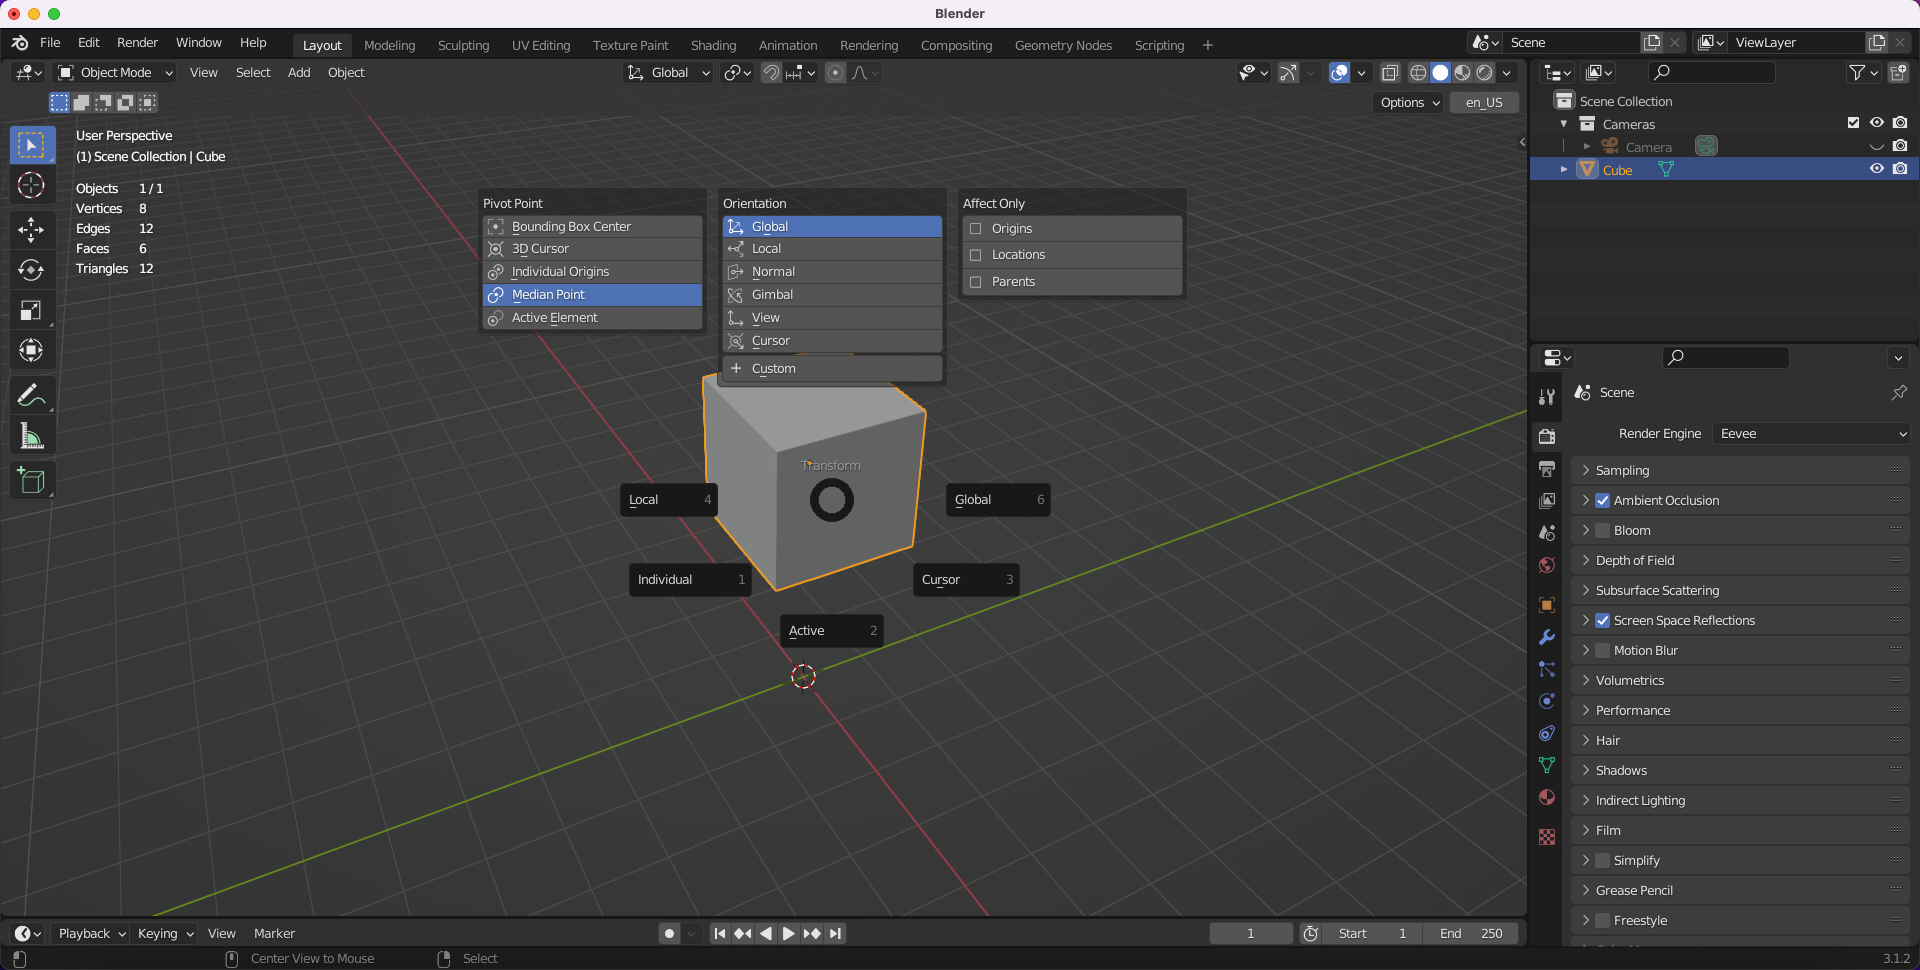 Blender
File Edit Render Window Help Layout Modeling Sculpting UV Editing Texture Paint Shading Animation Rendering Compositing Geometry Nodes Scripting + Scene ViewLayer
Object Mode View Select Add Object Global
Options en_US
User Perspective
(1) Scene Collection | Cube
Objects 1 / 1
Vertices 8
Edges 12
Faces 6
Triangles 12
Pivot Point
Bounding Box Center
3D Cursor
Individual Origins
Median Point
Active Element
Orientation
Global
Local
Normal
Gimbal
View
Cursor
+ Custom
Affect Only
Origins
Locations
Parents
Transform
Local 4
Global 6
Individual 1
Cursor 3
Active 2
Scene Collection
Cameras
Camera
Cube
Scene
Render Engine Eevee
Sampling
Ambient Occlusion
Bloom
Depth of Field
Subsurface Scattering
Screen Space Reflections
Motion Blur
Volumetrics
Performance
Hair
Shadows
Indirect Lighting
Film
Simplify
Grease Pencil
Freestyle
Playback Keying View Marker 1 Start 1 End 250
Center View to Mouse Select 3.1.2